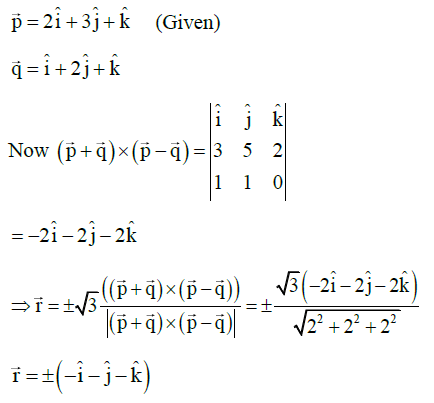 p⃗ = 2î + 3ĵ + k̂ (Given)
q⃗ = î + 2ĵ + k̂
Now (p⃗ + q⃗) × (p⃗ − q⃗) = | î ĵ k̂ |
| 3 5 2 |
| 1 1 0 |
= −2î − 2ĵ − 2k̂
⇒ r⃗ = ±√3 ((p⃗ + q⃗) × (p⃗ − q⃗)) / |(p⃗ + q⃗) × (p⃗ − q⃗)| = ± √3(−2î − 2ĵ − 2k̂) / √(2² + 2² + 2²)
r⃗ = ±(−î − ĵ − k̂)